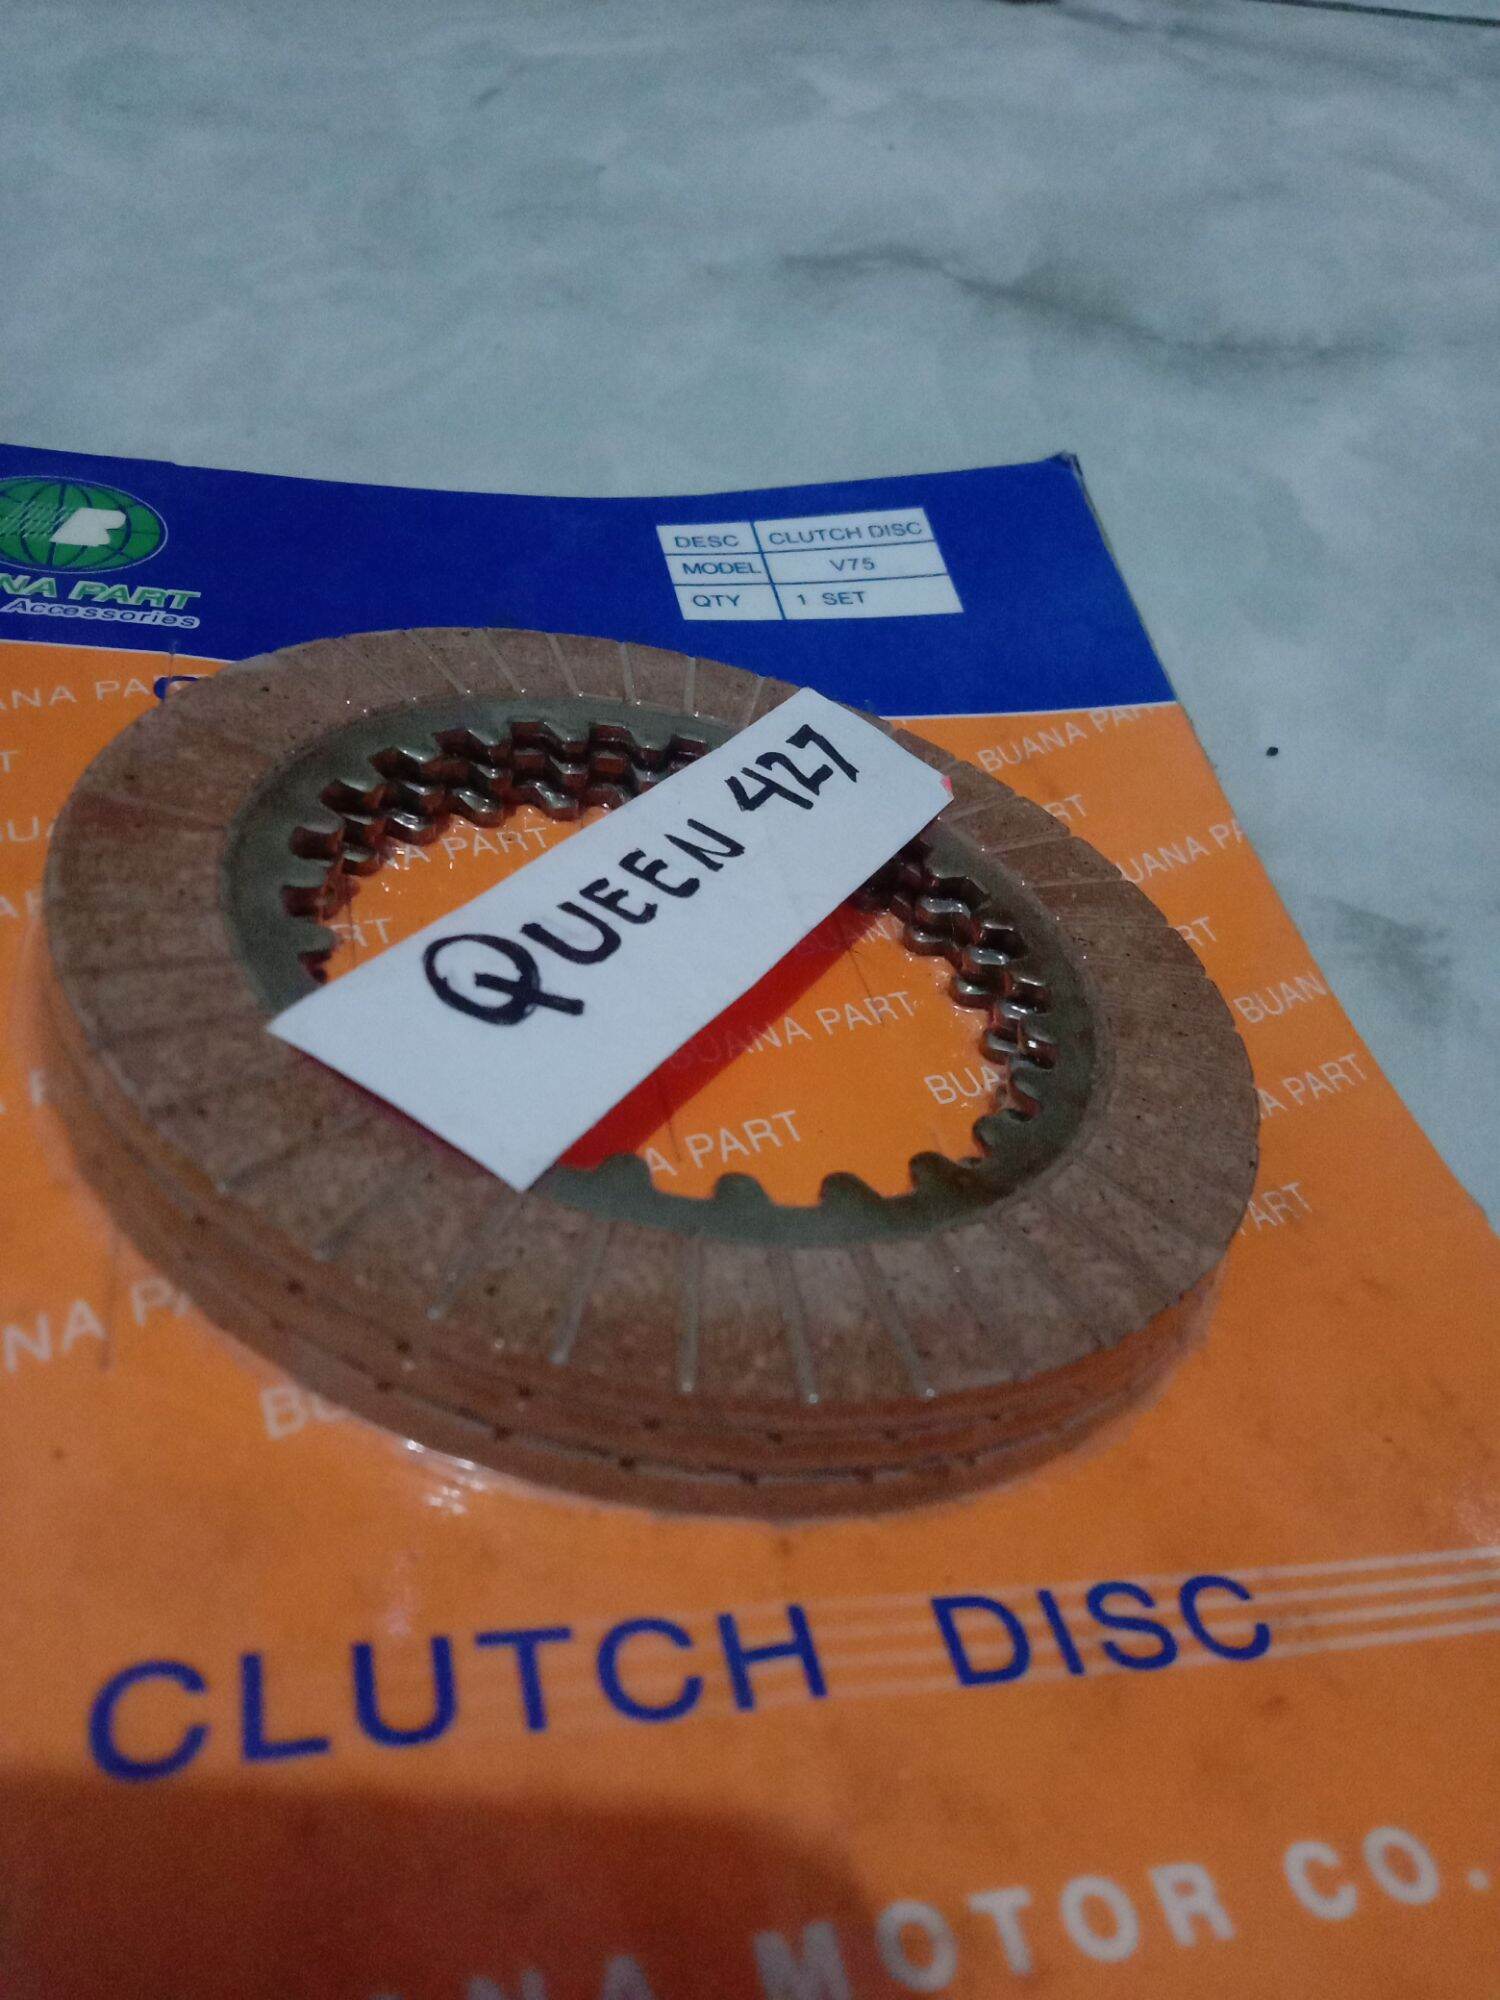 NA PART
Accessories
DESC CLUTCH DISC
MODEL V75
QTY 1 SET
BUANA PART
QUEEN 427
BUANA PART
A PART
CLUTCH DISC
MOTOR CO.